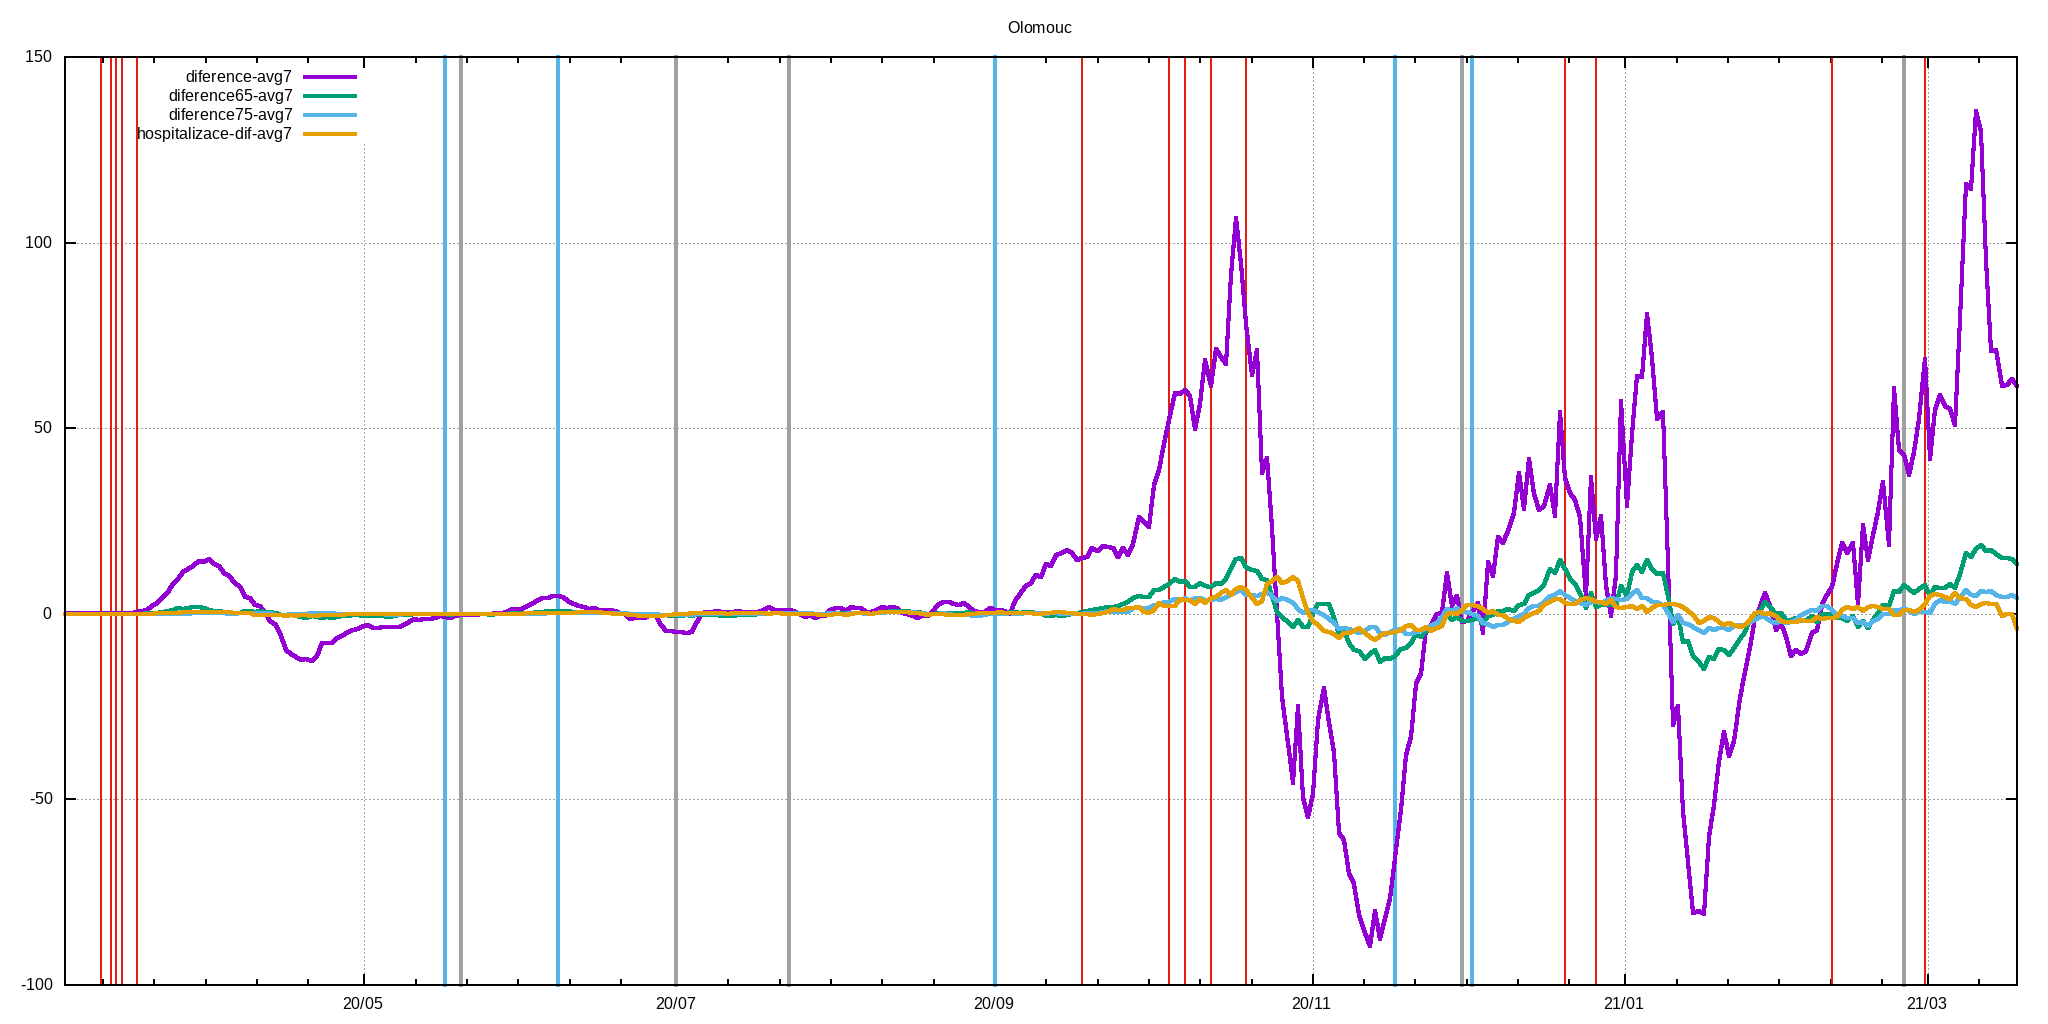 Olomouc
150
100
50
0
-50
-100
diference-avg7
diference65-avg7
diference75-avg7
hospitalizace-dif-avg7
20/05
20/07
20/09
20/11
21/01
21/03